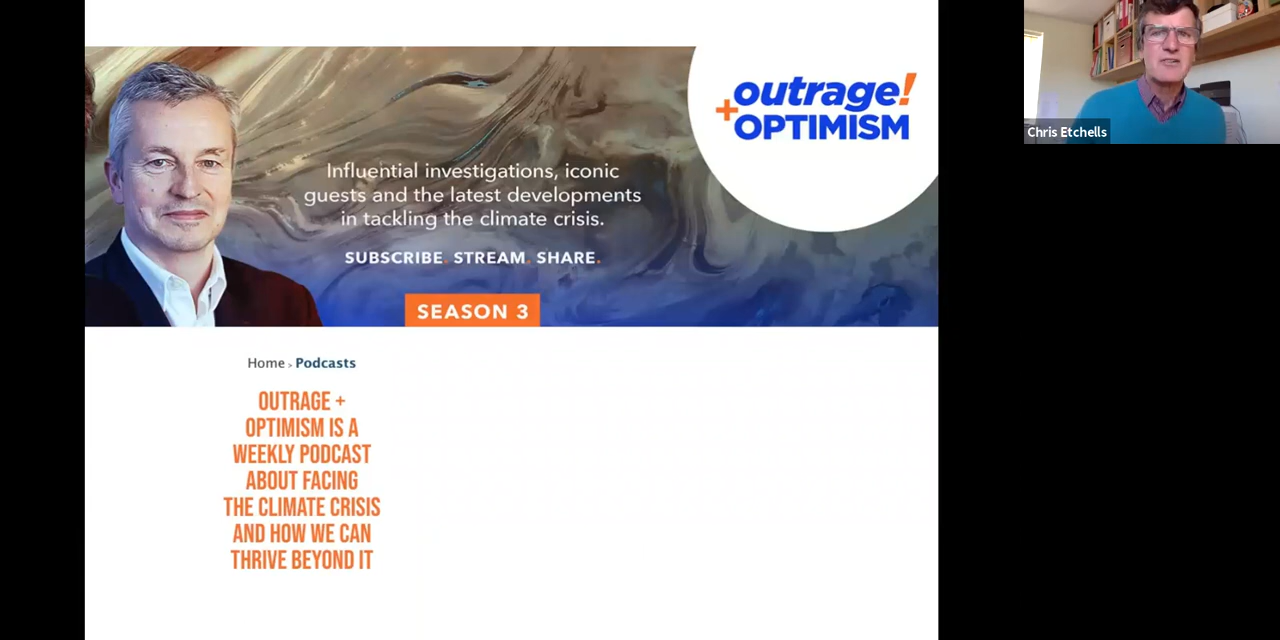 outrage!
+OPTIMISM
Influential investigations, iconic
guests and the latest developments
in tackling the climate crisis.
SUBSCRIBE. STREAM. SHARE.
SEASON 3
Home > Podcasts
OUTRAGE +
OPTIMISM IS A
WEEKLY PODCAST
ABOUT FACING
THE CLIMATE CRISIS
AND HOW WE CAN
THRIVE BEYOND IT
Chris Etchells